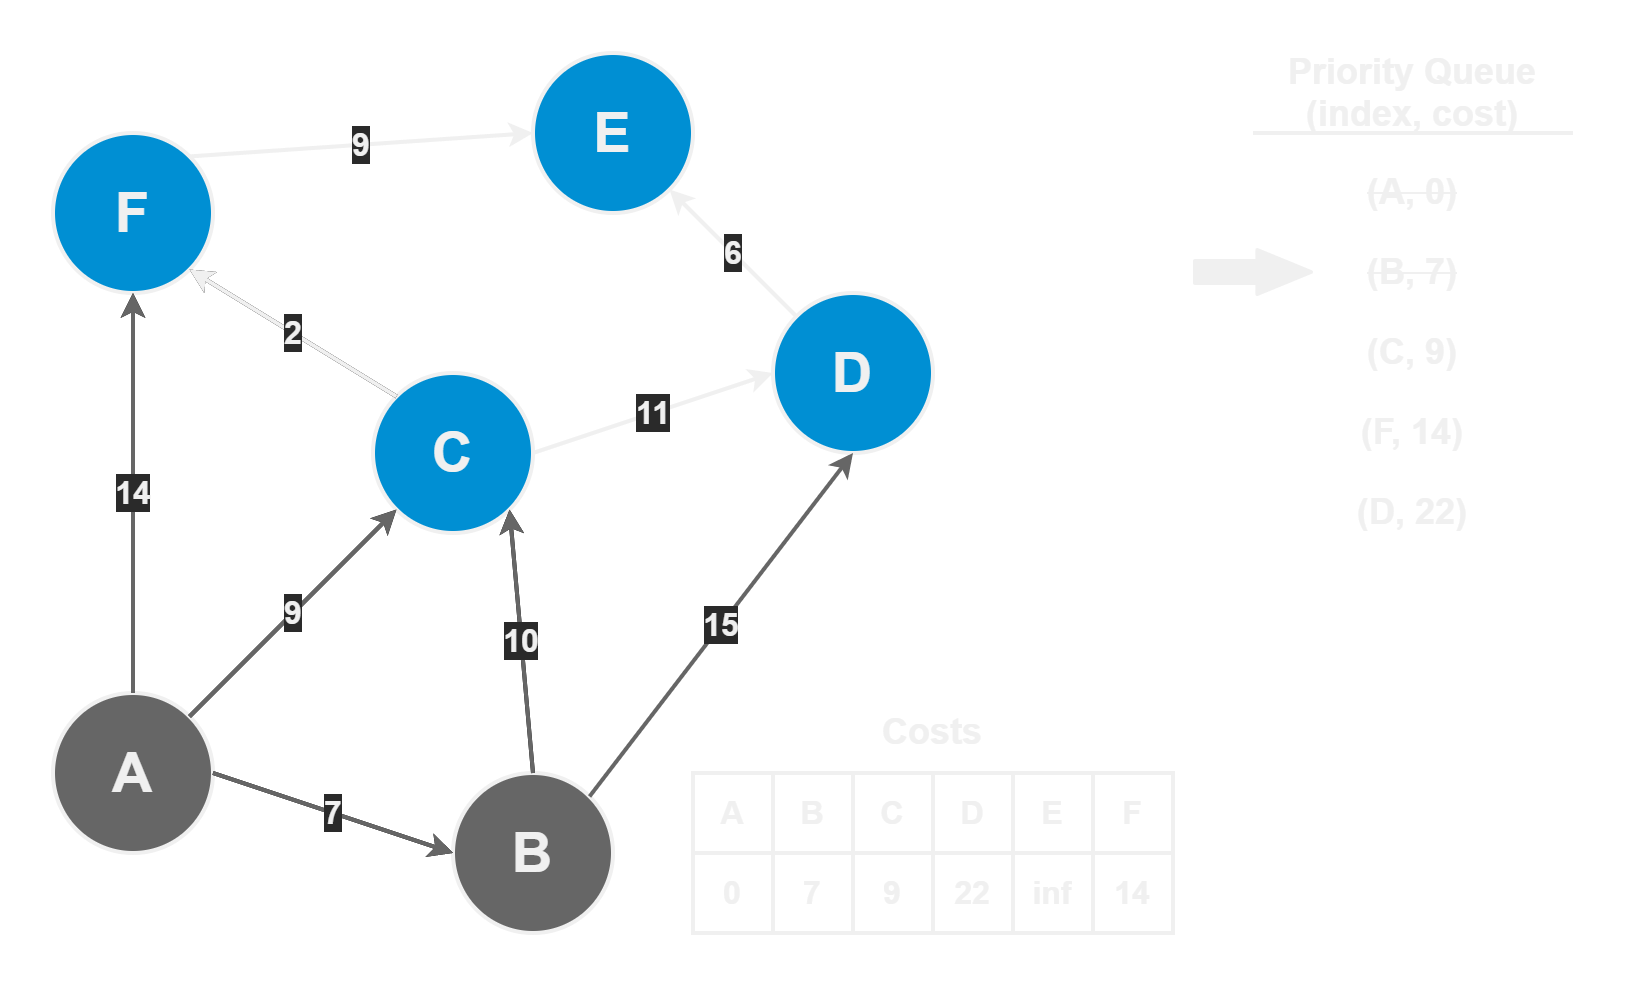 Priority Queue
(index, cost)
E
9
F
(A, 0)
6
(B, 7)
2
(C, 9)
D
11
C
(F, 14)
14
(D, 22)
9
10
15
Costs
A
7
B
A B C D E F
0 7 9 22 inf 14